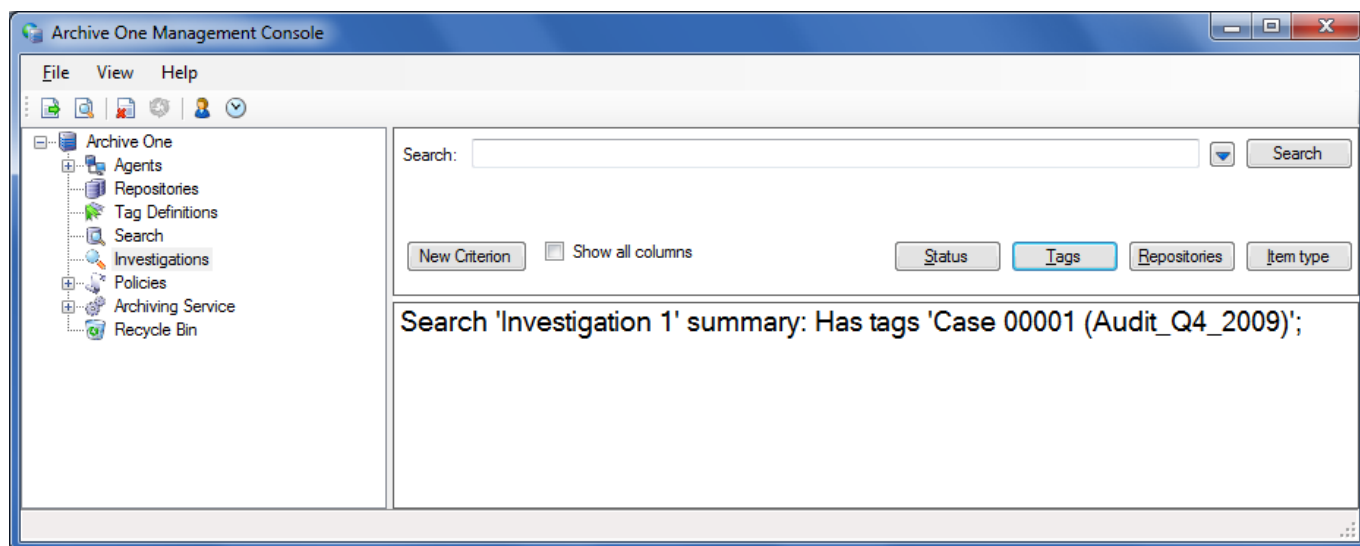 Archive One Management Console
File View Help
Archive One
Agents
Repositories
Tag Definitions
Search
Investigations
Policies
Archiving Service
Recycle Bin
Search: Search
New Criterion Show all columns Status Tags Repositories Item type
Search 'Investigation 1' summary: Has tags 'Case 00001 (Audit_Q4_2009)';